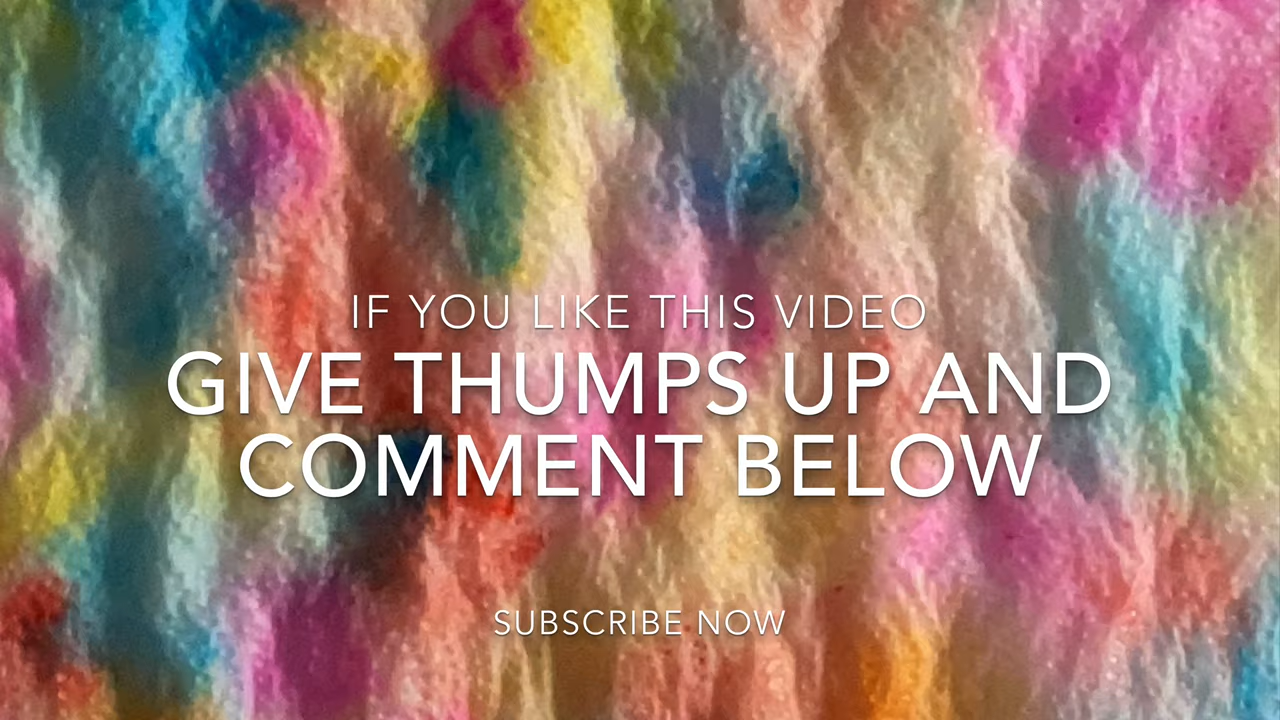 IF YOU LIKE THIS VIDEO
GIVE THUMPS UP AND
COMMENT BELOW
SUBSCRIBE NOW